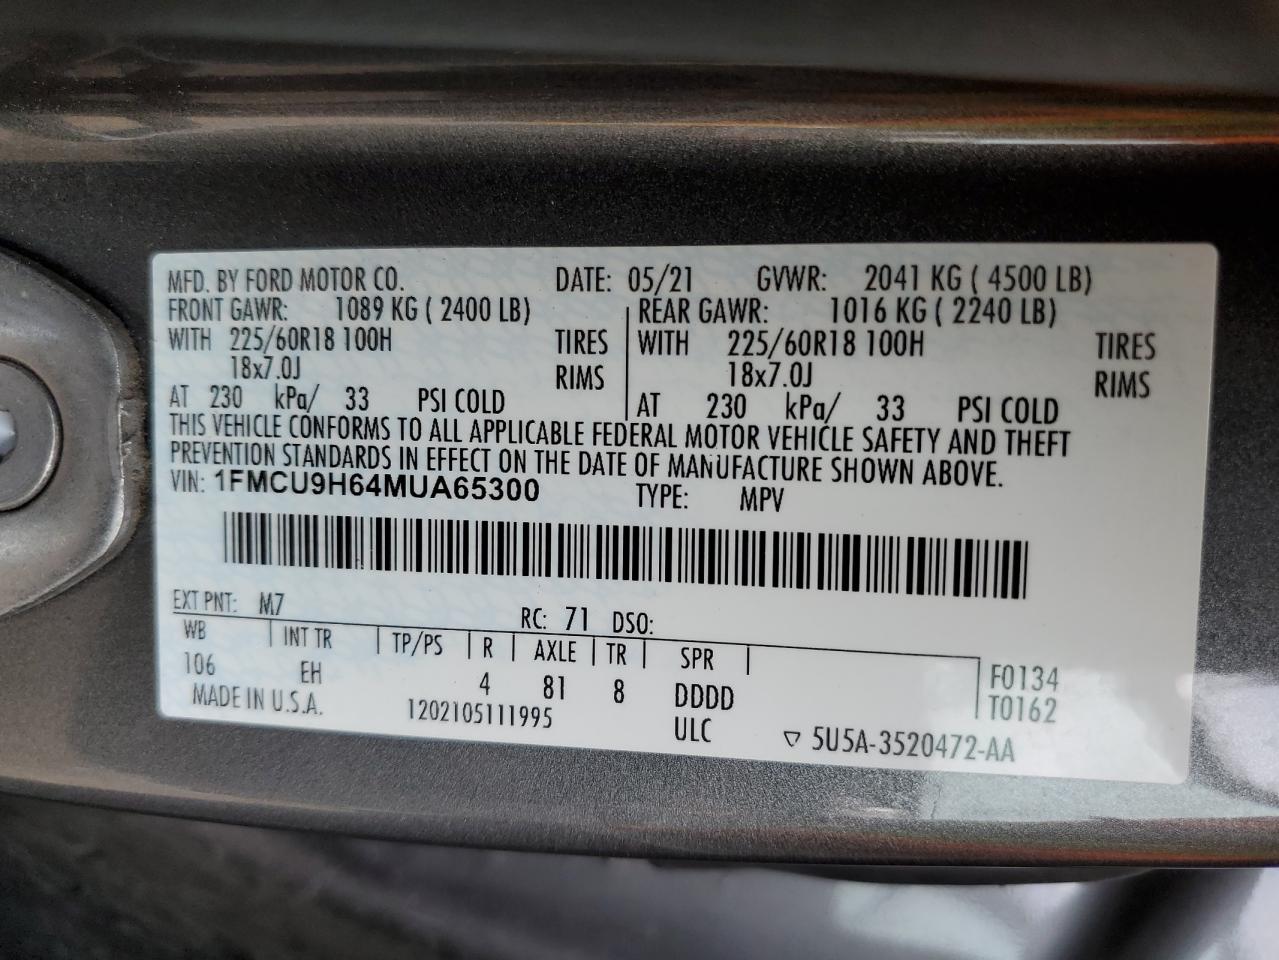 MFD. BY FORD MOTOR CO. DATE: 05/21 GVWR: 2041 KG ( 4500 LB)
FRONT GAWR: 1089 KG ( 2400 LB) REAR GAWR: 1016 KG ( 2240 LB)
WITH 225/60R18 100H TIRES WITH 225/60R18 100H TIRES
18x7.0J RIMS 18x7.0J RIMS
AT 230 kPa/ 33 PSI COLD AT 230 kPa/ 33 PSI COLD
THIS VEHICLE CONFORMS TO ALL APPLICABLE FEDERAL MOTOR VEHICLE SAFETY AND THEFT
PREVENTION STANDARDS IN EFFECT ON THE DATE OF MANUFACTURE SHOWN ABOVE.
VIN: 1FMCU9H64MUA65300 TYPE: MPV
EXT PNT: M7 RC: 71 DSO:
WB INT TR TP/PS R AXLE TR SPR
106 EH 4 81 8 DDDD F0134
MADE IN U.S.A. 1202105111995 ULC T0162
▽ 5U5A-3520472-AA